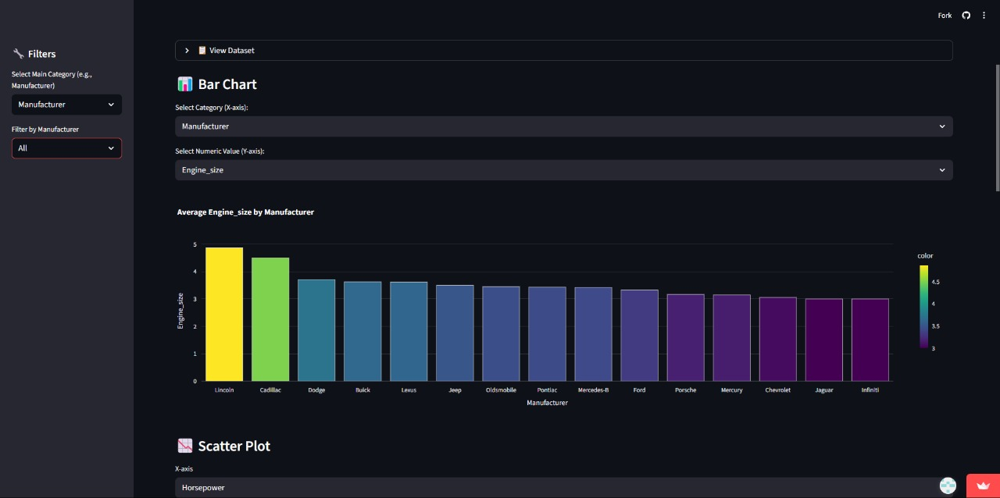 Fork
Filters
Select Main Category (e.g.,
Manufacturer)
Manufacturer
Filter by Manufacturer
All
View Dataset
Bar Chart
Select Category (X-axis):
Manufacturer
Select Numeric Value (Y-axis):
Engine_size
Average Engine_size by Manufacturer
5
4
3
2
1
0
Engine_size
Lincoln Cadillac Dodge Buick Lexus Jeep Oldsmobile Pontiac Mercedes-B Ford Porsche Mercury Chevrolet Jaguar Infiniti
Manufacturer
color
4.5
4
3.5
3
Scatter Plot
X-axis
Horsepower